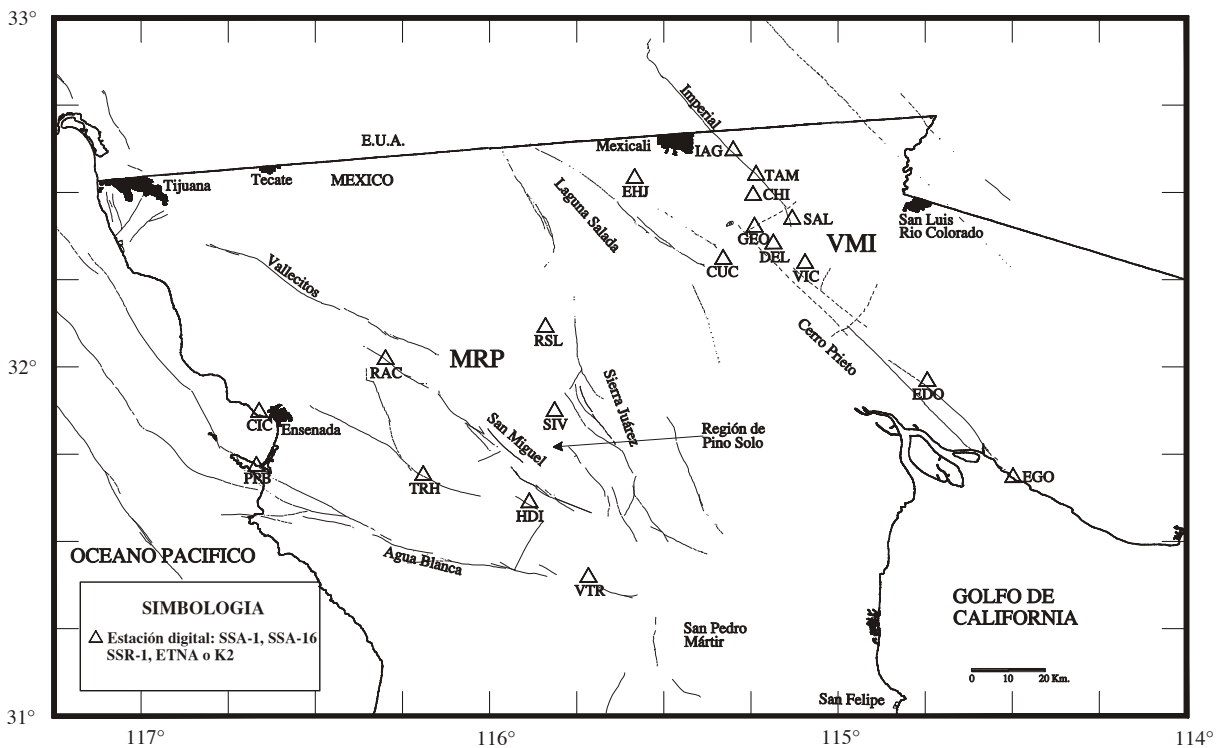 33°
Imperial
E.U.A.
Mexicali
IAG
Tijuana
Tecate
MEXICO
EHJ
TAM
CHI
Laguna Salada
SAL
San Luis
Rio Colorado
GEO
VMI
DEL
CUC
VIC
Vallecitos
RSL
Cerro Prieto
MRP
32°
RAC
Sierra Juárez
EDO
CIC
Ensenada
SIV
San Miguel
Región de
Pino Solo
PFB
TRH
EGO
HDI
OCEANO PACIFICO
Agua Blanca
VTR
SIMBOLOGIA
Estación digital: SSA-1, SSA-16
SSR-1, ETNA o K2
GOLFO DE
CALIFORNIA
San Pedro
Mártir
0 10 20 Km.
San Felipe
31°
117° 116° 115° 114°